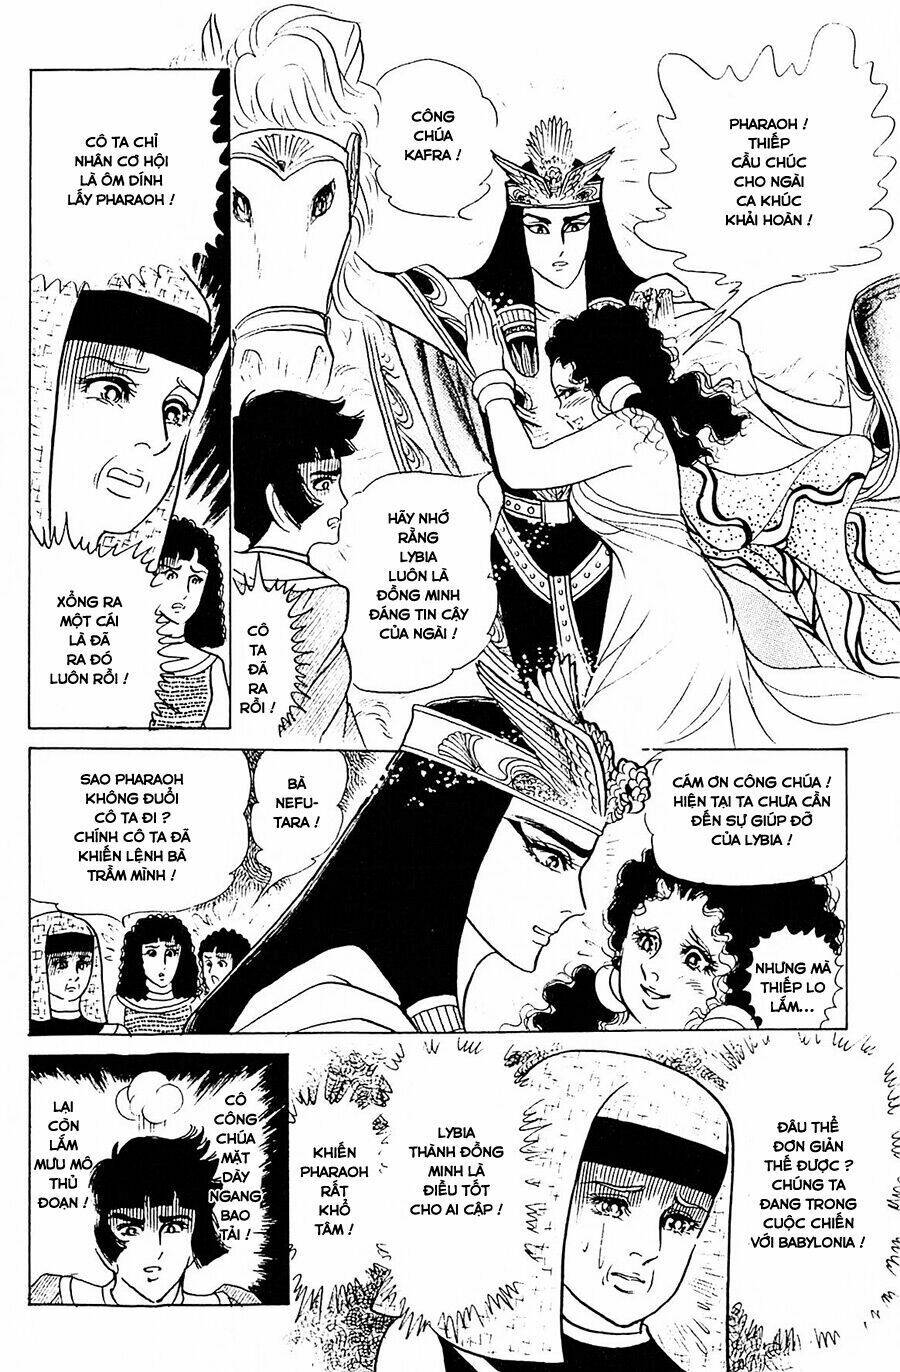 PHARAOH !
THIẾP
CẦU CHÚC
CHO NGÀI
CA KHÚC
KHẢI HOÀN !
CÔNG
CHÚA
KAFRA !
HÃY NHỚ
RẰNG
LYBIA
LUÔN LÀ
ĐỒNG MINH
ĐÁNG TIN CẬY
CỦA NGÀI !
CÔ
TA
ĐÃ
RA
RỒI !
CÔ TA CHỈ
NHÂN CƠ HỘI
LÀ ÔM DÍNH
LẤY PHARAOH !
XỔNG RA
MỘT CÁI
LÀ ĐÃ
RA ĐÓ
LUÔN RỒI !
CÁM ƠN CÔNG CHÚA !
HIỆN TẠI TA CHƯA CẦN
ĐẾN SỰ GIÚP ĐỠ
CỦA LYBIA !
NHƯNG MÀ
THIẾP LO
LẮM...
BÀ
NEFU-
TARA !
SAO PHARAOH
KHÔNG ĐUỔI
CÔ TA ĐI ?
CHÍNH CÔ TA ĐÃ
KHIẾN LỆNH BÀ
TRẦM MÌNH !
ĐÂU THỂ
ĐƠN GIẢN
THẾ ĐƯỢC ?
CHÚNG TA
ĐANG TRONG
CUỘC CHIẾN
VỚI BABYLONIA !
LYBIA
THÀNH ĐỒNG
MINH LÀ
ĐIỀU TỐT
CHO AI CẬP !
KHIẾN
PHARAOH
RẤT
KHỔ
TÂM !
CÔ
CÔNG
CHÚA
MẶT
DÀY
NGANG
BAO
TẢI !
LẠI
CÒN
LẮM
MƯU MÔ
THỦ
ĐOẠN !